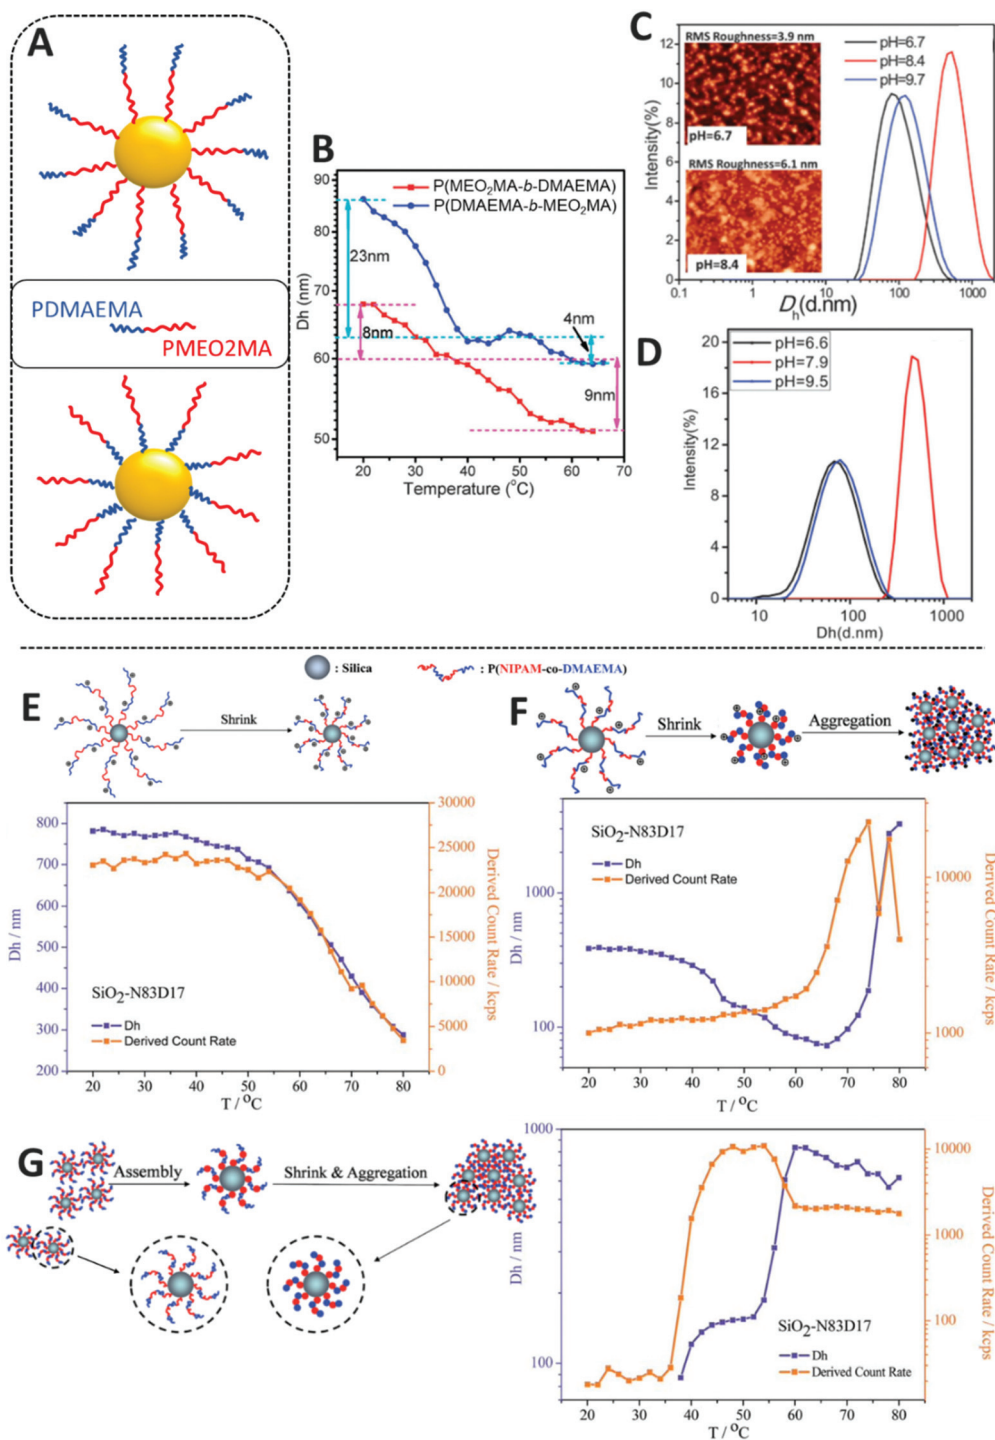 A
PDMAEMA
PMEO2MA
B
P(MEO₂MA-b-DMAEMA)
P(DMAEMA-b-MEO₂MA)
23nm
8nm
4nm
9nm
Dh (nm)
90
80
70
60
50
20 30 40 50 60 70
Temperature (°C)
C
RMS Roughness=3.9 nm
pH=6.7
RMS Roughness=6.1 nm
pH=8.4
pH=6.7
pH=8.4
pH=9.7
Intensity(%)
12
10
8
6
4
2
0
0.1 1 10 100 1000
Dₕ(d.nm)
D
pH=6.6
pH=7.9
pH=9.5
Intensity(%)
20
16
12
8
4
0
10 100 1000
Dh(d.nm)
: Silica
: P(NIPAM-co-DMAEMA)
E
Shrink
Dh / nm
800
700
600
500
400
300
200
SiO₂-N83D17
Dh
Derived Count Rate
30000
25000
20000
15000
10000
5000
0
Derived Count Rate / kcps
20 30 40 50 60 70 80
T / °C
F
Shrink
Aggregation
SiO₂-N83D17
Dh
Derived Count Rate
Dh / nm
1000
100
10000
1000
Derived Count Rate / kcps
20 30 40 50 60 70 80
T / °C
G
Assembly
Shrink & Aggregation
Dh / nm
1000
100
SiO₂-N83D17
Dh
Derived Count Rate
10000
1000
100
Derived Count Rate / kcps
20 30 40 50 60 70 80
T / °C